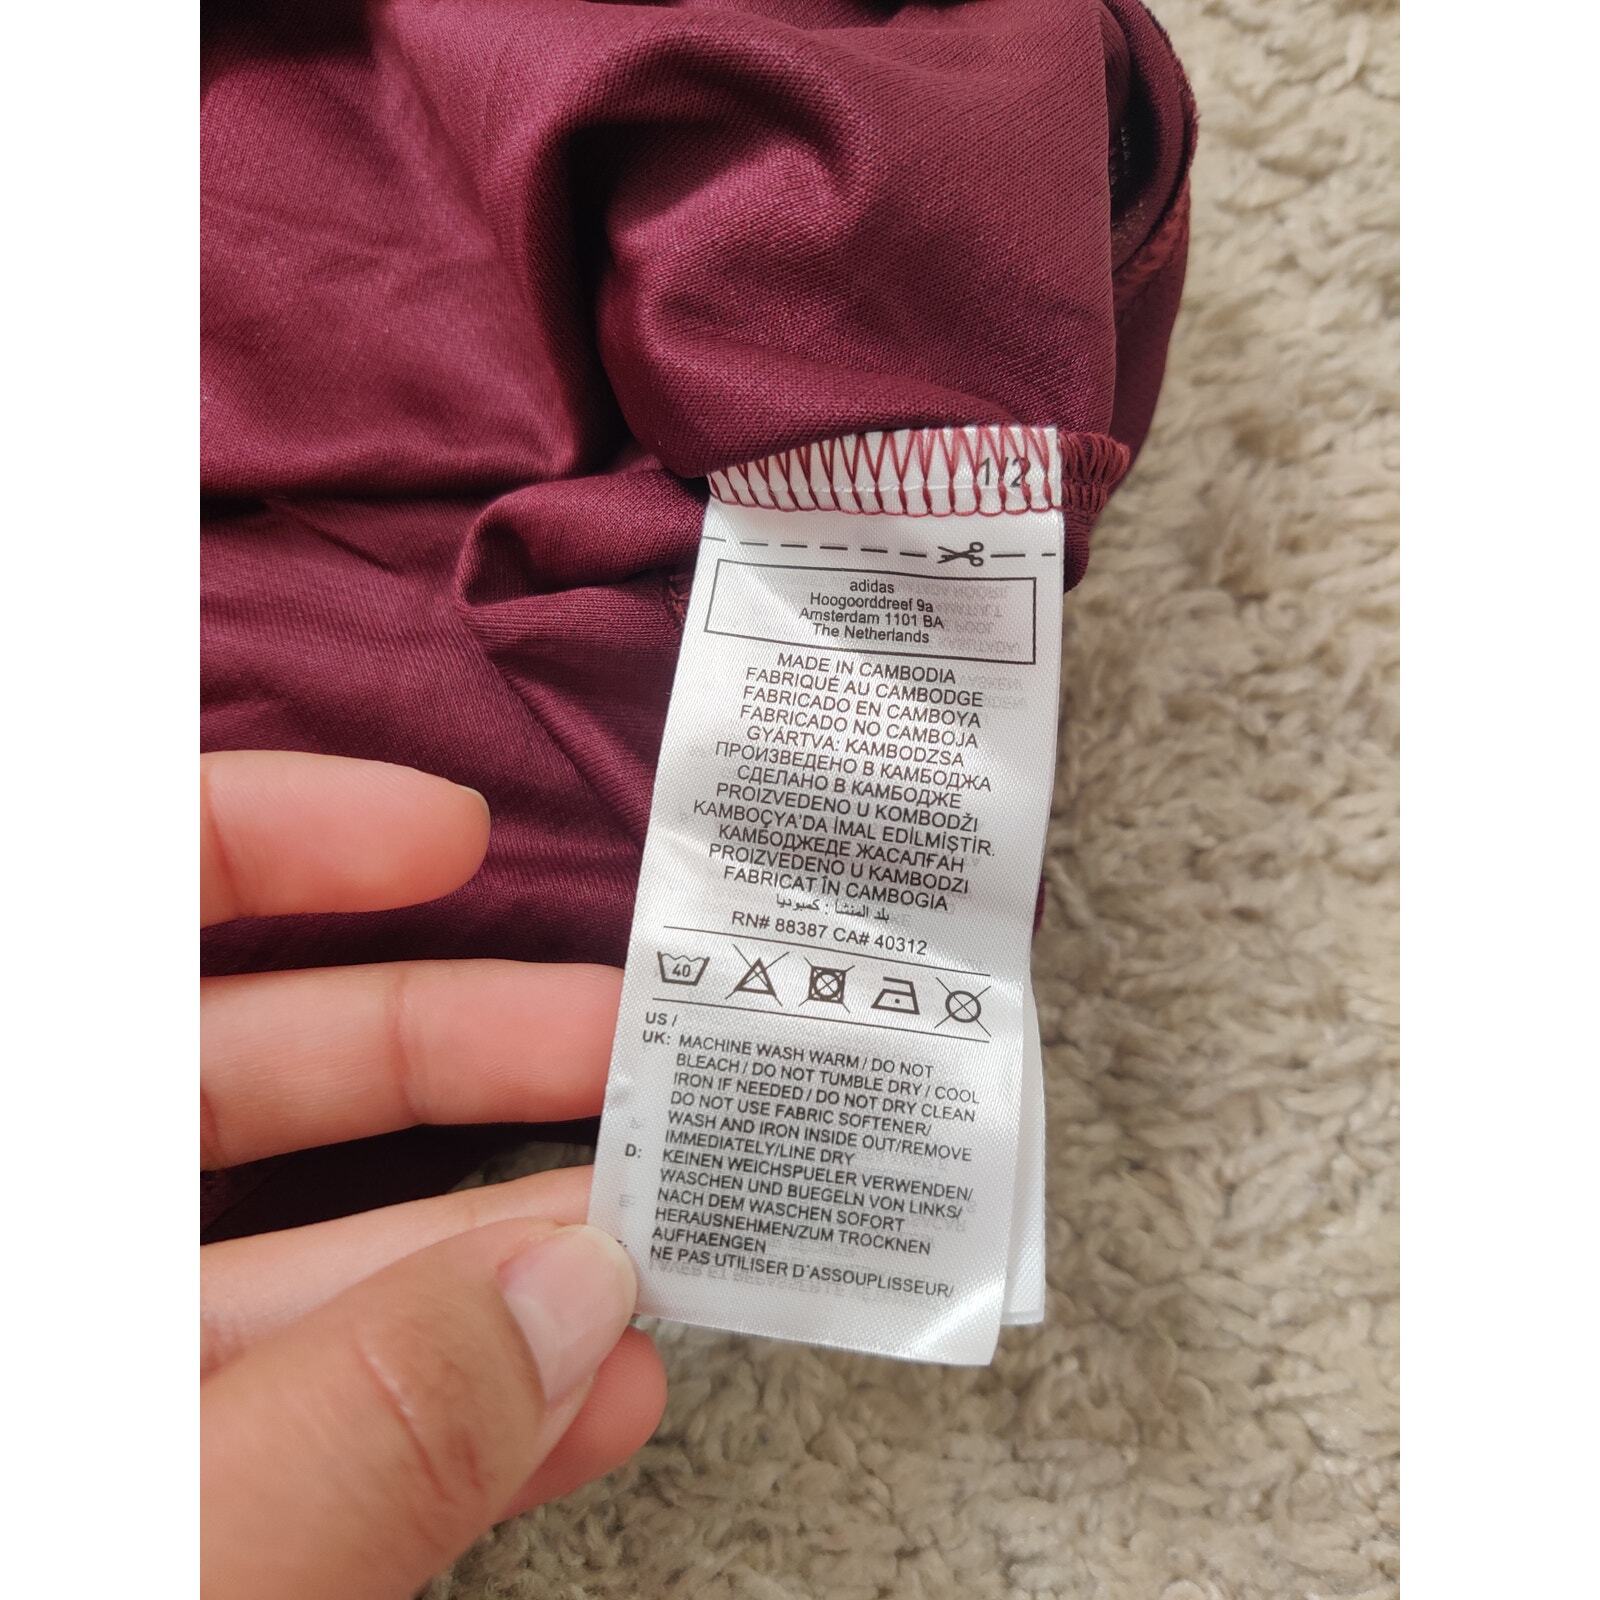 1/2
adidas
Hoogoorddreef 9a
Amsterdam 1101 BA
The Netherlands
MADE IN CAMBODIA
FABRIQUÉ AU CAMBODGE
FABRICADO EN CAMBOYA
FABRICADO NO CAMBOJA
GYÁRTVA: KAMBODZSA
ПРОИЗВЕДЕНО В КАМБОДЖА
СДЕЛАНО В КАМБОДЖЕ
PROIZVEDENO U KOMBODŽI
KAMBOÇYA'DA İMAL EDİLMİŞTİR.
КАМБОДЖЕДЕ ЖАСАЛҒАН
PROIZVEDENO U KAMBODZI
FABRICAT ÎN CAMBOGIA
بلد المنشأ : كمبوديا
RN# 88387 CA# 40312
40
US /
UK: MACHINE WASH WARM / DO NOT
BLEACH / DO NOT TUMBLE DRY / COOL
IRON IF NEEDED / DO NOT DRY CLEAN
DO NOT USE FABRIC SOFTENER/
WASH AND IRON INSIDE OUT/REMOVE
IMMEDIATELY/LINE DRY
D: KEINEN WEICHSPUELER VERWENDEN/
WASCHEN UND BUEGELN VON LINKS/
NACH DEM WASCHEN SOFORT
HERAUSNEHMEN/ZUM TROCKNEN
AUFHAENGEN
NE PAS UTILISER D'ASSOUPLISSEUR/